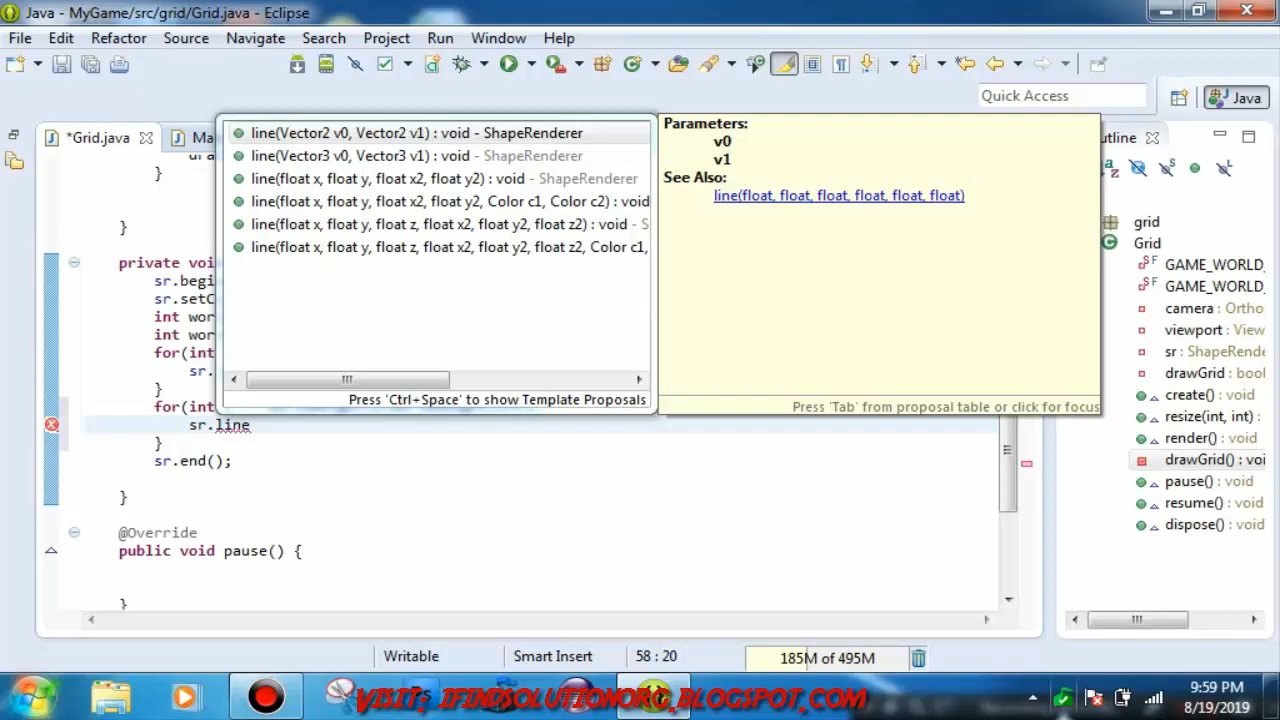 Java - MyGame/src/grid/Grid.java - Eclipse
File Edit Refactor Source Navigate Search Project Run Window Help
Quick Access
Java
*Grid.java
Ma
utline
dra
}
}
private voi
sr.begi
sr.setC
int wor
int wor
for(int
sr.
}
for(int
sr.line
}
sr.end();
}
@Override
public void pause() {
}
line(Vector2 v0, Vector2 v1) : void - ShapeRenderer
line(Vector3 v0, Vector3 v1) : void - ShapeRenderer
line(float x, float y, float x2, float y2) : void - ShapeRenderer
line(float x, float y, float x2, float y2, Color c1, Color c2) : void
line(float x, float y, float z, float x2, float y2, float z2) : void - S
line(float x, float y, float z, float x2, float y2, float z2, Color c1,
Press 'Ctrl+Space' to show Template Proposals
Parameters:
v0
v1
See Also:
line(float, float, float, float, float, float)
Press 'Tab' from proposal table or click for focus
grid
Grid
GAME_WORLD_
GAME_WORLD_
camera : Ortho
viewport : View
sr : ShapeRende
drawGrid : bool
create() : void
resize(int, int) :
render() : void
drawGrid() : voi
pause() : void
resume() : void
dispose() : void
Writable
Smart Insert
58 : 20
185M of 495M
VISIT: IFINDSOLUTIONORG.BLOGSPOT.COM
9:59 PM
8/19/2019